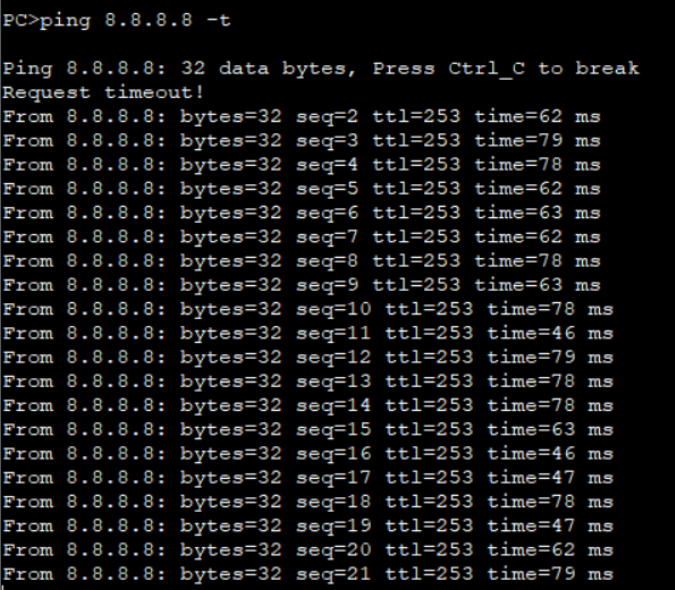 PC>ping 8.8.8.8 -t
Ping 8.8.8.8: 32 data bytes, Press Ctrl_C to break
Request timeout!
From 8.8.8.8: bytes=32 seq=2 ttl=253 time=62 ms
From 8.8.8.8: bytes=32 seq=3 ttl=253 time=79 ms
From 8.8.8.8: bytes=32 seq=4 ttl=253 time=78 ms
From 8.8.8.8: bytes=32 seq=5 ttl=253 time=62 ms
From 8.8.8.8: bytes=32 seq=6 ttl=253 time=63 ms
From 8.8.8.8: bytes=32 seq=7 ttl=253 time=62 ms
From 8.8.8.8: bytes=32 seq=8 ttl=253 time=78 ms
From 8.8.8.8: bytes=32 seq=9 ttl=253 time=63 ms
From 8.8.8.8: bytes=32 seq=10 ttl=253 time=78 ms
From 8.8.8.8: bytes=32 seq=11 ttl=253 time=46 ms
From 8.8.8.8: bytes=32 seq=12 ttl=253 time=79 ms
From 8.8.8.8: bytes=32 seq=13 ttl=253 time=78 ms
From 8.8.8.8: bytes=32 seq=14 ttl=253 time=78 ms
From 8.8.8.8: bytes=32 seq=15 ttl=253 time=63 ms
From 8.8.8.8: bytes=32 seq=16 ttl=253 time=46 ms
From 8.8.8.8: bytes=32 seq=17 ttl=253 time=47 ms
From 8.8.8.8: bytes=32 seq=18 ttl=253 time=78 ms
From 8.8.8.8: bytes=32 seq=19 ttl=253 time=47 ms
From 8.8.8.8: bytes=32 seq=20 ttl=253 time=62 ms
From 8.8.8.8: bytes=32 seq=21 ttl=253 time=79 ms